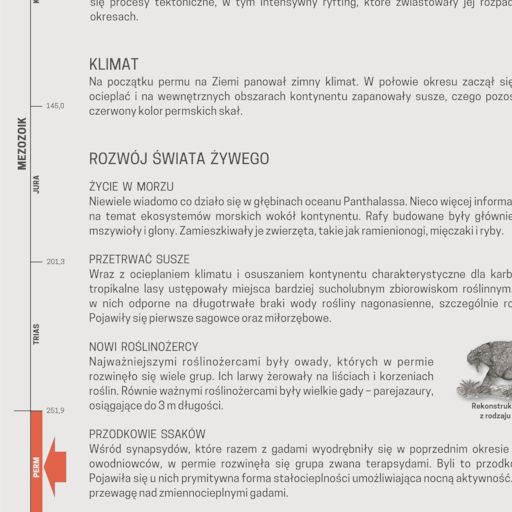 się procesy tektoniczne, w tym intensywny ryfting, które zwiastowały jej rozpad
okresach.
KLIMAT
Na początku permu na Ziemi panował zimny klimat. W połowie okresu zaczął się
ocieplać i na wewnętrznych obszarach kontynentu zapanowały susze, czego pozos
czerwony kolor permskich skał.
ROZWÓJ ŚWIATA ŻYWEGO
ŻYCIE W MORZU
Niewiele wiadomo co działo się w głębinach oceanu Panthalassa. Nieco więcej informa
na temat ekosystemów morskich wokół kontynentu. Rafy budowane były głównie
mszywioły i glony. Zamieszkiwały je zwierzęta, takie jak ramienionogi, mięczaki i ryby.
PRZETRWAĆ SUSZE
Wraz z ociepleniem klimatu i osuszaniem kontynentu charakterystyczne dla karb
tropikalne lasy ustępowały miejsca bardziej sucholubnym zbiorowiskom roślinnym.
w nich odporne na długotrwałe braki wody rośliny nagonasienne, szczególnie ro
Pojawiły się pierwsze sagowce oraz miłorzębowe.
NOWI ROŚLINOŻERCY
Najważniejszymi roślinożercami były owady, których w permie
rozwinęło się wiele grup. Ich larwy żerowały na liściach i korzeniach
roślin. Równie ważnymi roślinożercami były wielkie gady – parejazaury,
osiągające do 3 m długości.
Rekonstruk
z rodzaju
PRZODKOWIE SSAKÓW
Wśród synapsydów, które razem z gadami wyodrębniły się w poprzednim okresie
owodniowców, w permie rozwinęła się grupa zwana terapsydami. Byli to przodko
Pojawiła się u nich prymitywna forma stałocieplności umożliwiająca nocną aktywność.
przewagę nad zmiennocieplnymi gadami.
MEZOZOIK
145,0
JURA
201,3
TRIAS
251,9
PERM